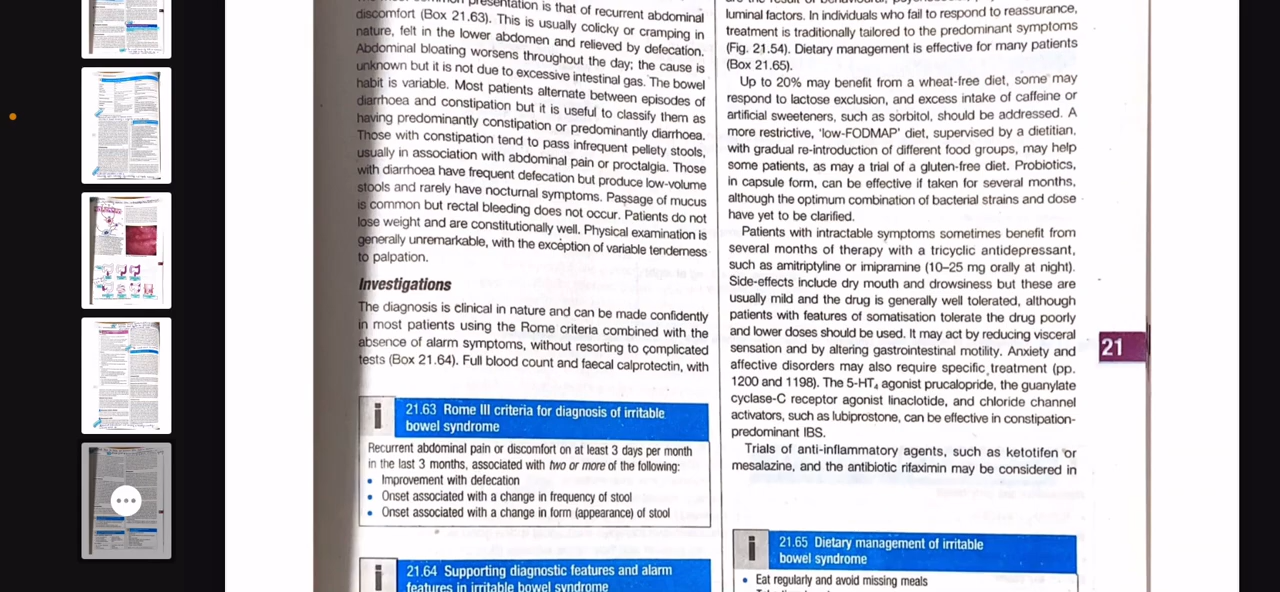 presentation is that of recurrent abdominal
discomfort (Box 21.63). This is usually colicky or cramping in
nature, felt in the lower abdomen and relieved by defecation.
Abdominal bloating worsens throughout the day; the cause is
unknown but it is not due to excessive intestinal gas. The bowel
habit is variable. Most patients alternate between episodes of
diarrhoea and constipation but it is useful to classify them as
having predominantly constipation or predominantly diarrhoea.
Those with constipation tend to pass infrequent pellety stools,
usually in association with abdominal pain or proctalgia. Those
with diarrhoea have frequent defecation but produce low-volume
stools and rarely have nocturnal symptoms. Passage of mucus
is common but rectal bleeding does not occur. Patients do not
lose weight and are constitutionally well. Physical examination is
generally unremarkable, with the exception of variable tenderness
to palpation.
Investigations
The diagnosis is clinical in nature and can be made confidently
in most patients using the Rome criteria combined with the
absence of alarm symptoms, without resorting to complicated
tests (Box 21.64). Full blood count and faecal calprotectin, with
i 21.63 Rome III criteria for diagnosis of irritable
bowel syndrome
Recurrent abdominal pain or discomfort on at least 3 days per month
in the last 3 months, associated with two or more of the following:
• Improvement with defecation
• Onset associated with a change in frequency of stool
• Onset associated with a change in form (appearance) of stool
i 21.64 Supporting diagnostic features and alarm
features in irritable bowel syndrome
luminal factors. In individuals who fail to respond to reassurance,
treatment is traditionally tailored to the predominant symptoms
(Fig. 21.54). Dietary management is effective for many patients
(Box 21.65).
Up to 20% may benefit from a wheat-free diet, some may
respond to lactose exclusion, and excess intake of caffeine or
artificial sweeteners, such as sorbitol, should be addressed. A
more restrictive, 'low-FODMAP' diet, supervised by a dietitian,
with gradual re-introduction of different food groups, may help
some patients, as may a trial of a gluten-free diet. Probiotics,
in capsule form, can be effective if taken for several months,
although the optimum combination of bacterial strains and dose
have yet to be clarified.
Patients with intractable symptoms sometimes benefit from
several months of therapy with a tricyclic antidepressant,
such as amitriptyline or imipramine (10–25 mg orally at night).
Side-effects include dry mouth and drowsiness but these are
usually mild and the drug is generally well tolerated, although
patients with features of somatisation tolerate the drug poorly
and lower doses should be used. It may act by reducing visceral
sensation and by altering gastrointestinal motility. Anxiety and
affective disorders may also require specific treatment (pp.
1200 and 1198). The 5-HT₄ agonist prucalopride, the guanylate
cyclase-C receptor agonist linaclotide, and chloride channel
activators, such as lubiprostone, can be effective in constipation-
predominant IBS.
Trials of anti-inflammatory agents, such as ketotifen or
mesalazine, and the antibiotic rifaximin may be considered in
i 21.65 Dietary management of irritable
bowel syndrome
• Eat regularly and avoid missing meals
21